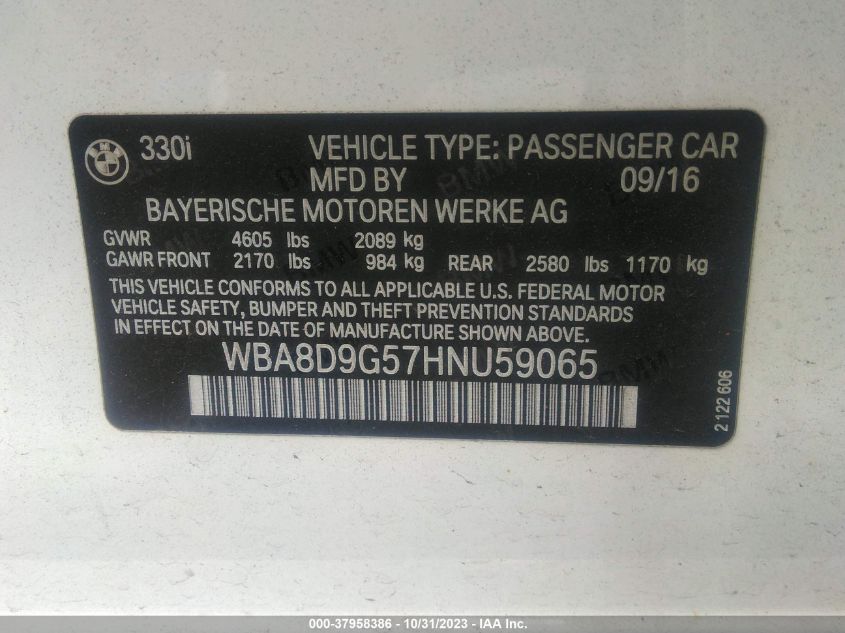 330i VEHICLE TYPE: PASSENGER CAR
MFD BY 09/16
BAYERISCHE MOTOREN WERKE AG
GVWR 4605 lbs 2089 kg
GAWR FRONT 2170 lbs 984 kg REAR 2580 lbs 1170 kg
THIS VEHICLE CONFORMS TO ALL APPLICABLE U.S. FEDERAL MOTOR
VEHICLE SAFETY, BUMPER AND THEFT PREVENTION STANDARDS
IN EFFECT ON THE DATE OF MANUFACTURE SHOWN ABOVE.
WBA8D9G57HNU59065
2 122 606
000-37958386 - 10/31/2023 - IAA Inc.